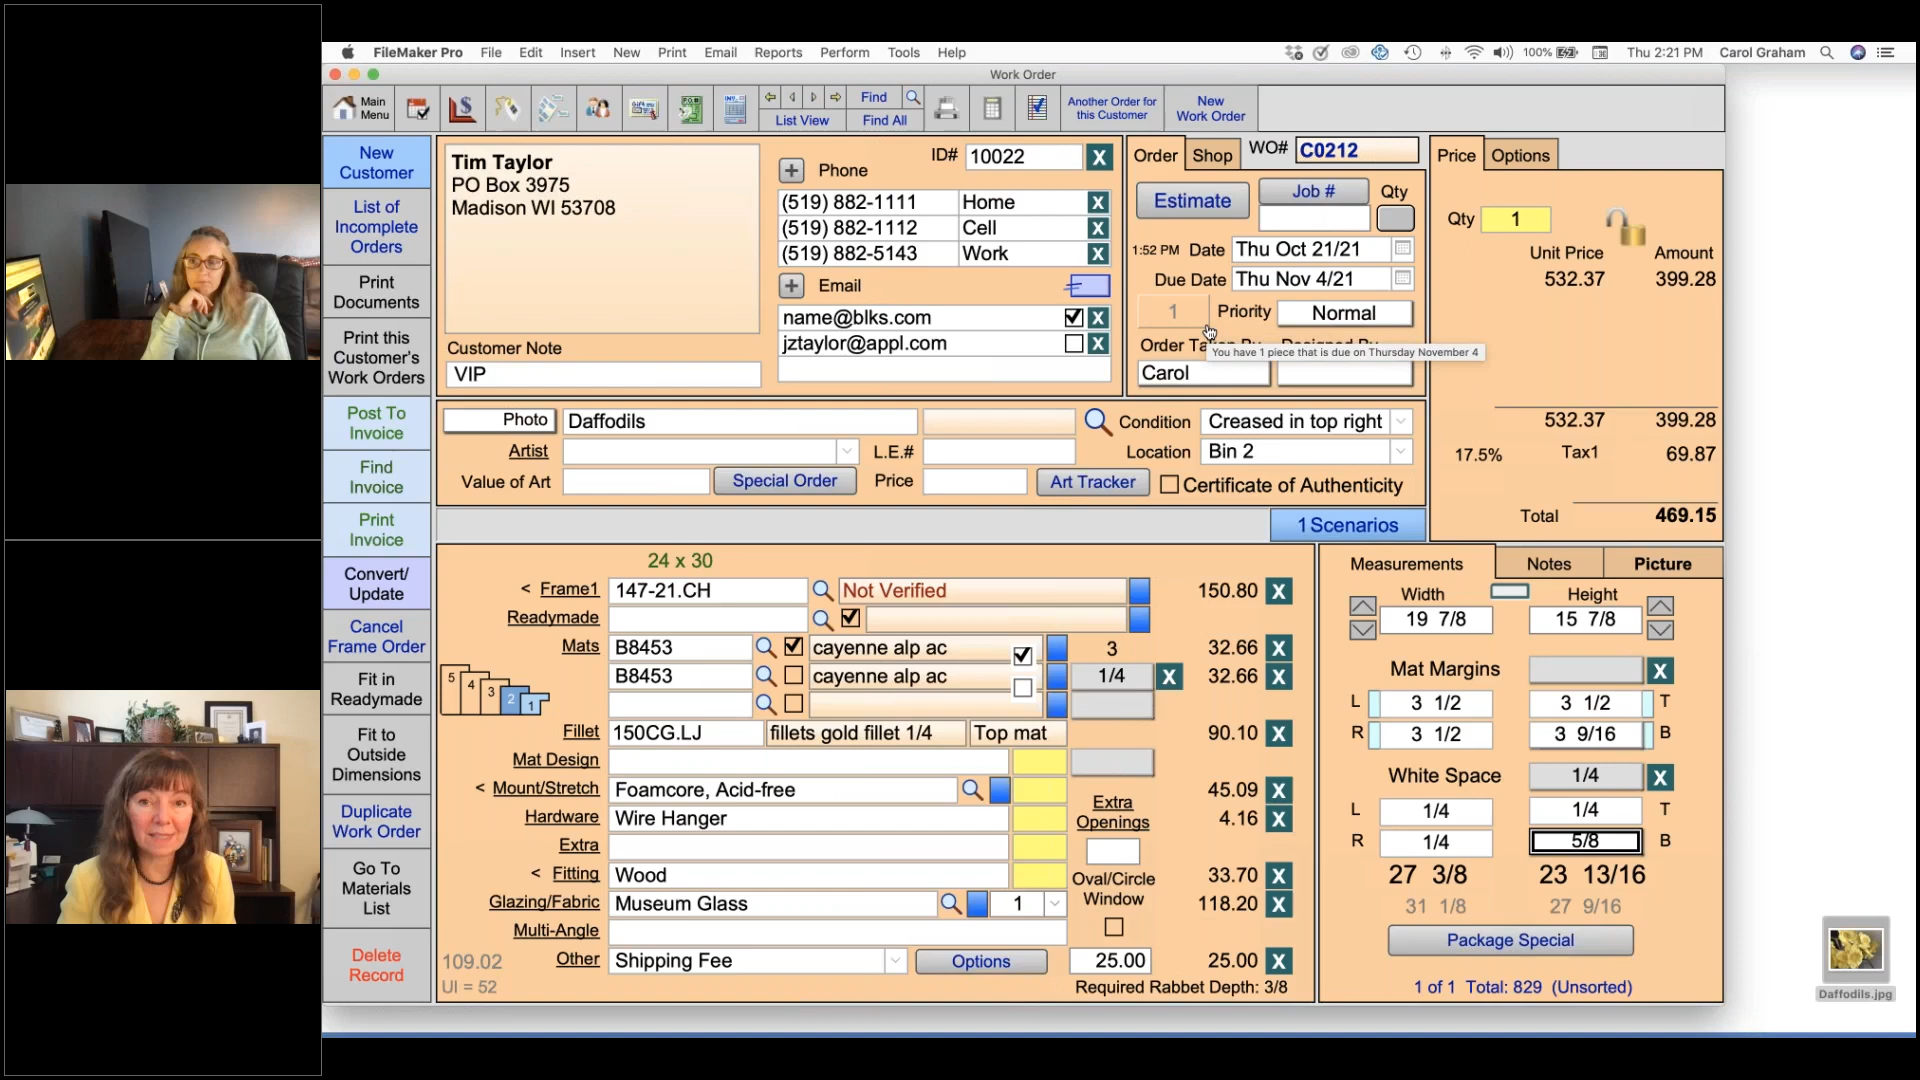 FileMaker Pro File Edit Insert New Print Email Reports Perform Tools Help 100% Thu 2:21 PM Carol Graham
Work Order
Main Menu
Find
List View
Find All
Another Order for this Customer
New Work Order
New Customer
List of Incomplete Orders
Print Documents
Print this Customer's Work Orders
Post To Invoice
Find Invoice
Print Invoice
Convert/ Update
Cancel Frame Order
Fit in Readymade
Fit to Outside Dimensions
Duplicate Work Order
Go To Materials List
Delete Record
Tim Taylor
PO Box 3975
Madison WI 53708
Customer Note
VIP
ID# 10022 X
+ Phone
(519) 882-1111 Home X
(519) 882-1112 Cell X
(519) 882-5143 Work X
+ Email
name@blks.com X
jztaylor@appl.com X
Order Shop WO# C0212
Estimate Job # Qty
1:52 PM Date Thu Oct 21/21
Due Date Thu Nov 4/21
1 Priority Normal
Order
You have 1 piece that is due on Thursday November 4
Carol
Price Options
Qty 1
Unit Price Amount
532.37 399.28
532.37 399.28
17.5% Tax1 69.87
Total 469.15
Photo Daffodils
Condition Creased in top right
Artist L.E.#
Location Bin 2
Value of Art Special Order Price Art Tracker Certificate of Authenticity
1 Scenarios
24 x 30
< Frame1 147-21.CH Not Verified 150.80 X
Readymade
Mats B8453 cayenne alp ac 3 32.66 X
B8453 cayenne alp ac 1/4 X 32.66 X
5 4 3 2 1
Fillet 150CG.LJ fillets gold fillet 1/4 Top mat 90.10 X
Mat Design
< Mount/Stretch Foamcore, Acid-free 45.09 X
Hardware Wire Hanger 4.16 X
Extra
Extra Openings
< Fitting Wood 33.70 X
Oval/Circle Window
Glazing/Fabric Museum Glass 1 118.20 X
Multi-Angle
109.02 Other Shipping Fee Options 25.00 25.00 X
UI = 52
Required Rabbet Depth: 3/8
Measurements Notes Picture
Width Height
19 7/8 15 7/8
Mat Margins X
L 3 1/2 3 1/2 T
R 3 1/2 3 9/16 B
White Space 1/4 X
L 1/4 1/4 T
R 1/4 5/8 B
27 3/8 23 13/16
31 1/8 27 9/16
Package Special
1 of 1 Total: 829 (Unsorted)
Daffodils.jpg